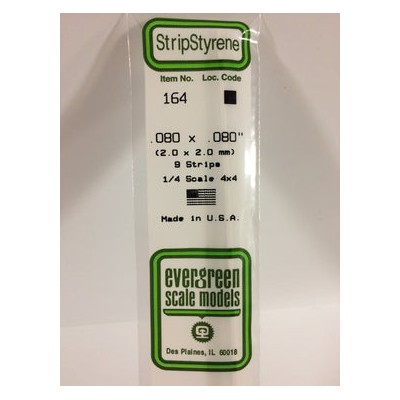 StripStyrene
Item No. Loc. Code
164
.080 x .080"
(2.0 x 2.0 mm)
9 Strips
1/4 Scale 4x4
Made in U.S.A.
evergreen
scale models
Des Plaines, IL 60018